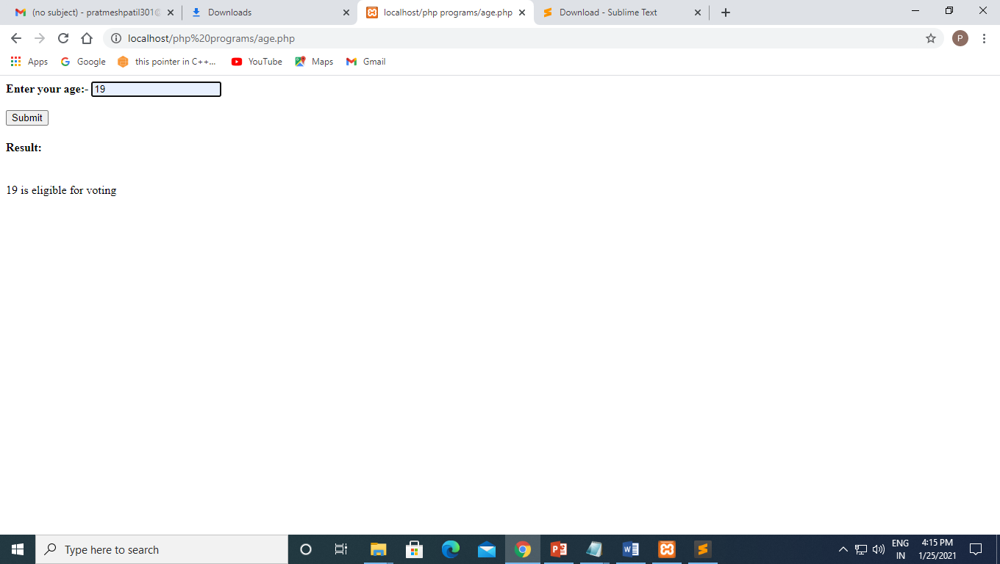 (no subject) - pratmeshpatil301@
Downloads
localhost/php programs/age.php
Download - Sublime Text
localhost/php%20programs/age.php
P
Apps
Google
this pointer in C++...
YouTube
Maps
Gmail
Enter your age:- 19
Submit
Result:
19 is eligible for voting
Type here to search
ENG
IN
4:15 PM
1/25/2021